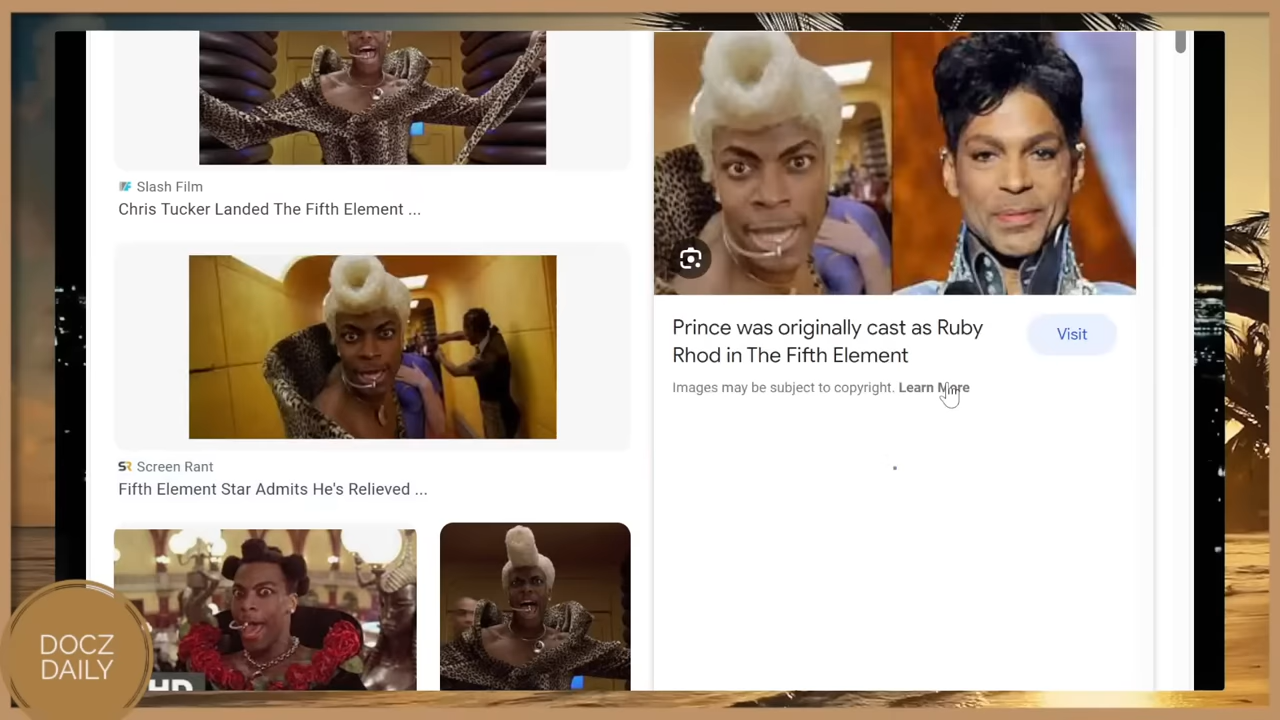 Slash Film
Chris Tucker Landed The Fifth Element ...
SR Screen Rant
Fifth Element Star Admits He's Relieved ...
HD
Prince was originally cast as Ruby
Rhod in The Fifth Element
Visit
Images may be subject to copyright. Learn More
DOCZ
DAILY